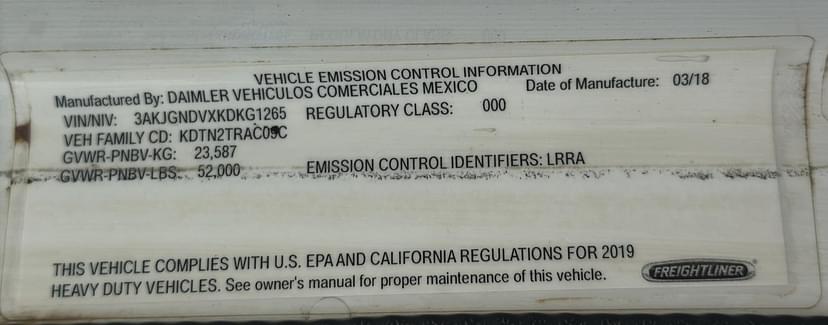 VEHICLE EMISSION CONTROL INFORMATION
Manufactured By: DAIMLER VEHICULOS COMERCIALES MEXICO Date of Manufacture: 03/18
VIN/NIV: 3AKJGNDVXKDKG1265 REGULATORY CLASS: 000
VEH FAMILY CD: KDTN2TRAC09C
GVWR-PNBV-KG: 23,587
GVWR-PNBV-LBS: 52,000 EMISSION CONTROL IDENTIFIERS: LRRA
THIS VEHICLE COMPLIES WITH U.S. EPA AND CALIFORNIA REGULATIONS FOR 2019
HEAVY DUTY VEHICLES. See owner's manual for proper maintenance of this vehicle.
FREIGHTLINER